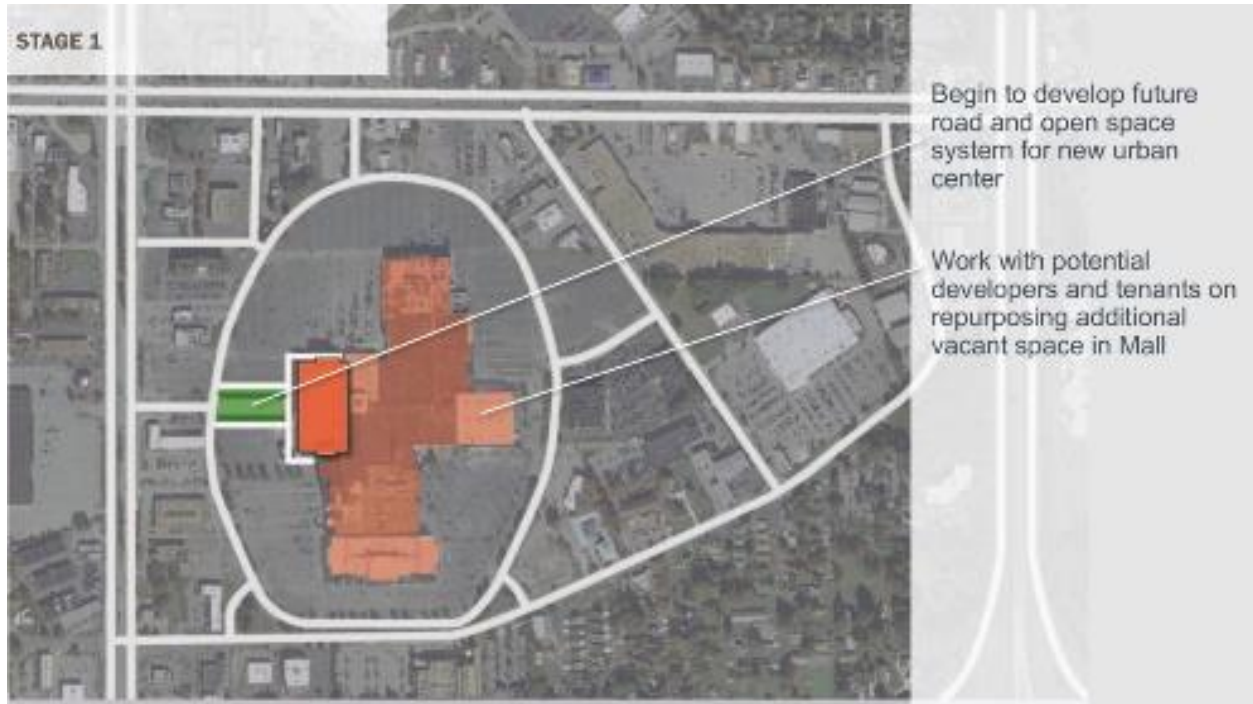 STAGE 1
Begin to develop future
road and open space
system for new urban
center
Work with potential
developers and tenants on
repurposing additional
vacant space in Mall